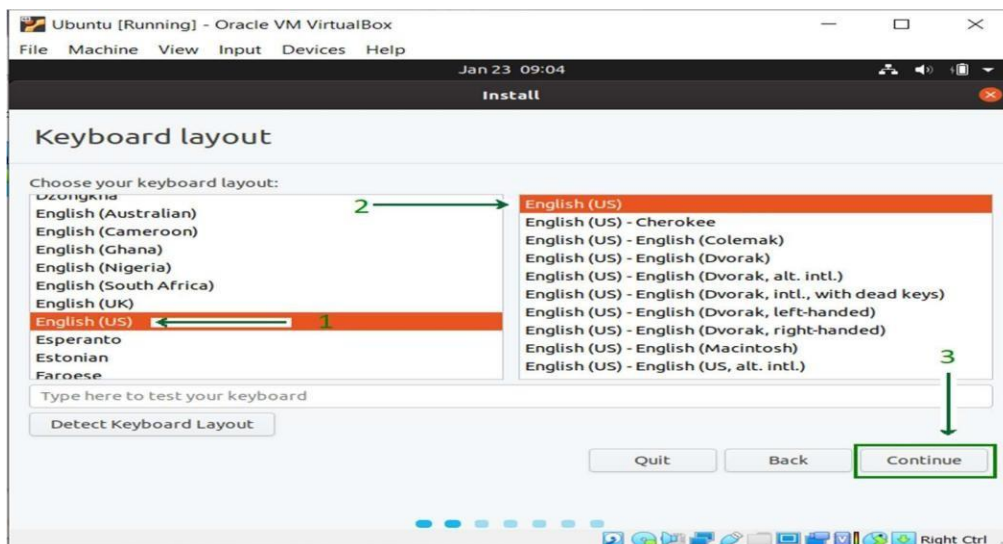 Ubuntu [Running] - Oracle VM VirtualBox
File Machine View Input Devices Help
Jan 23 09:04
Install
Keyboard layout
Choose your keyboard layout:
Dzongkha
English (Australian)
English (Cameroon)
English (Ghana)
English (Nigeria)
English (South Africa)
English (UK)
English (US)
1
Esperanto
Estonian
Faroese
2
English (US)
English (US) - Cherokee
English (US) - English (Colemak)
English (US) - English (Dvorak)
English (US) - English (Dvorak, alt. intl.)
English (US) - English (Dvorak, intl., with dead keys)
English (US) - English (Dvorak, left-handed)
English (US) - English (Dvorak, right-handed)
English (US) - English (Macintosh)
English (US) - English (US, alt. intl.)
3
Type here to test your keyboard
Detect Keyboard Layout
Quit Back Continue
Right Ctrl